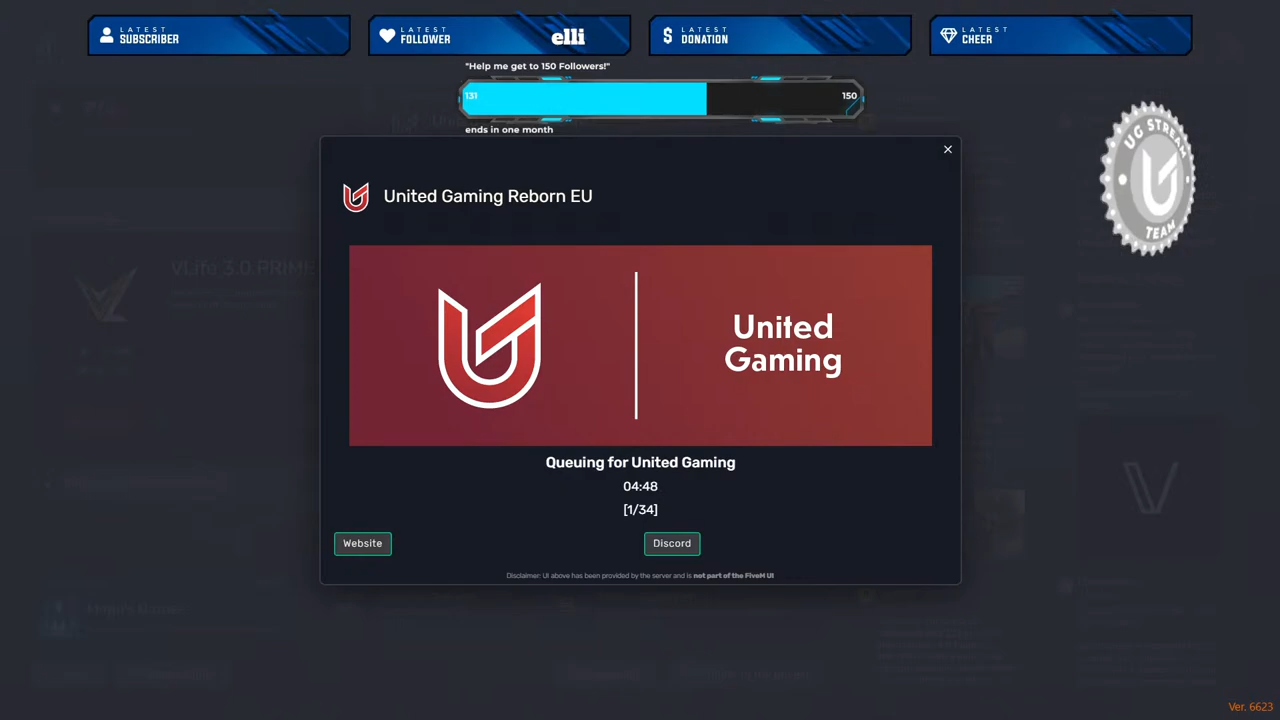 LATEST
SUBSCRIBER
LATEST
FOLLOWER
elli
LATEST
DONATION
LATEST
CHEER
"Help me get to 150 Followers!"
131
150
ends in one month
UG STREAM
TEAM
United Gaming Reborn EU
United
Gaming
Queuing for United Gaming
04:48
[1/34]
Website
Discord
Disclaimer: UI above has been provided by the server and is not part of the FiveM UI
Ver. 6623